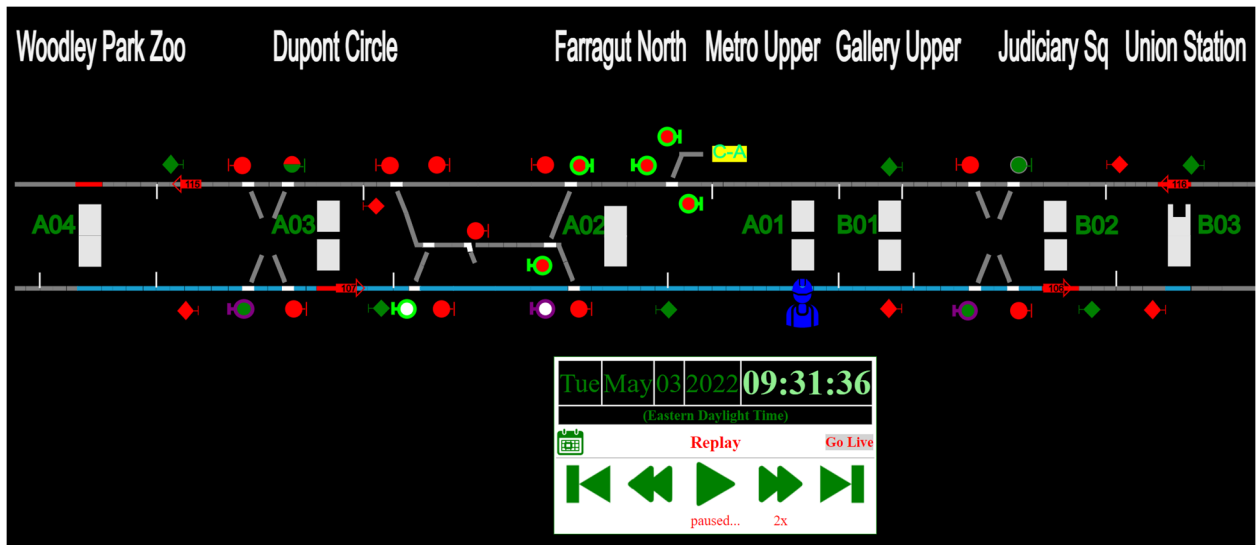 Woodley Park Zoo Dupont Circle Farragut North Metro Upper Gallery Upper Judiciary Sq Union Station
C-A
115 116
A04 A03 A02 A01 B01 B02 B03
107 106
Tue May 03 2022 09:31:36
(Eastern Daylight Time)
Replay Go Live
paused... 2x